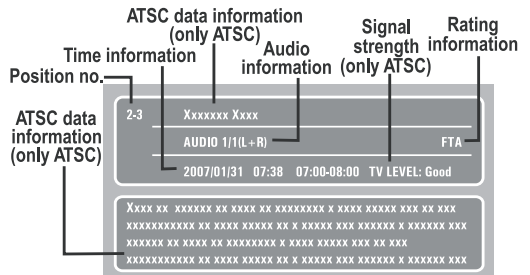 ATSC data information
(only ATSC)
Signal
strength
(only ATSC)
Rating
information
Time information
Audio
information
Position no.
ATSC data
information
(only ATSC)
2-3 Xxxxxxx Xxxx
AUDIO 1/1(L+R) FTA
2007/01/31 07:38 07:00-08:00 TV LEVEL: Good
Xxxx xx xxxxxx xx xxxx xx xxxxxxxx x xxxx xxxxx xxx xx xxx
xxxxxxxxxxx xx xxxx xxxxx xx x xxxxx xxx xxxxxx x xxxxxx xxx
xxxxxx xx xxxx xx xxxxxxxx x xxxx xxxxx xxx xx xxx
xxxxxxxxxxx xx xxxx xxxxx xx x xxxxx xxx xxxxxx x xxxxxx xxx